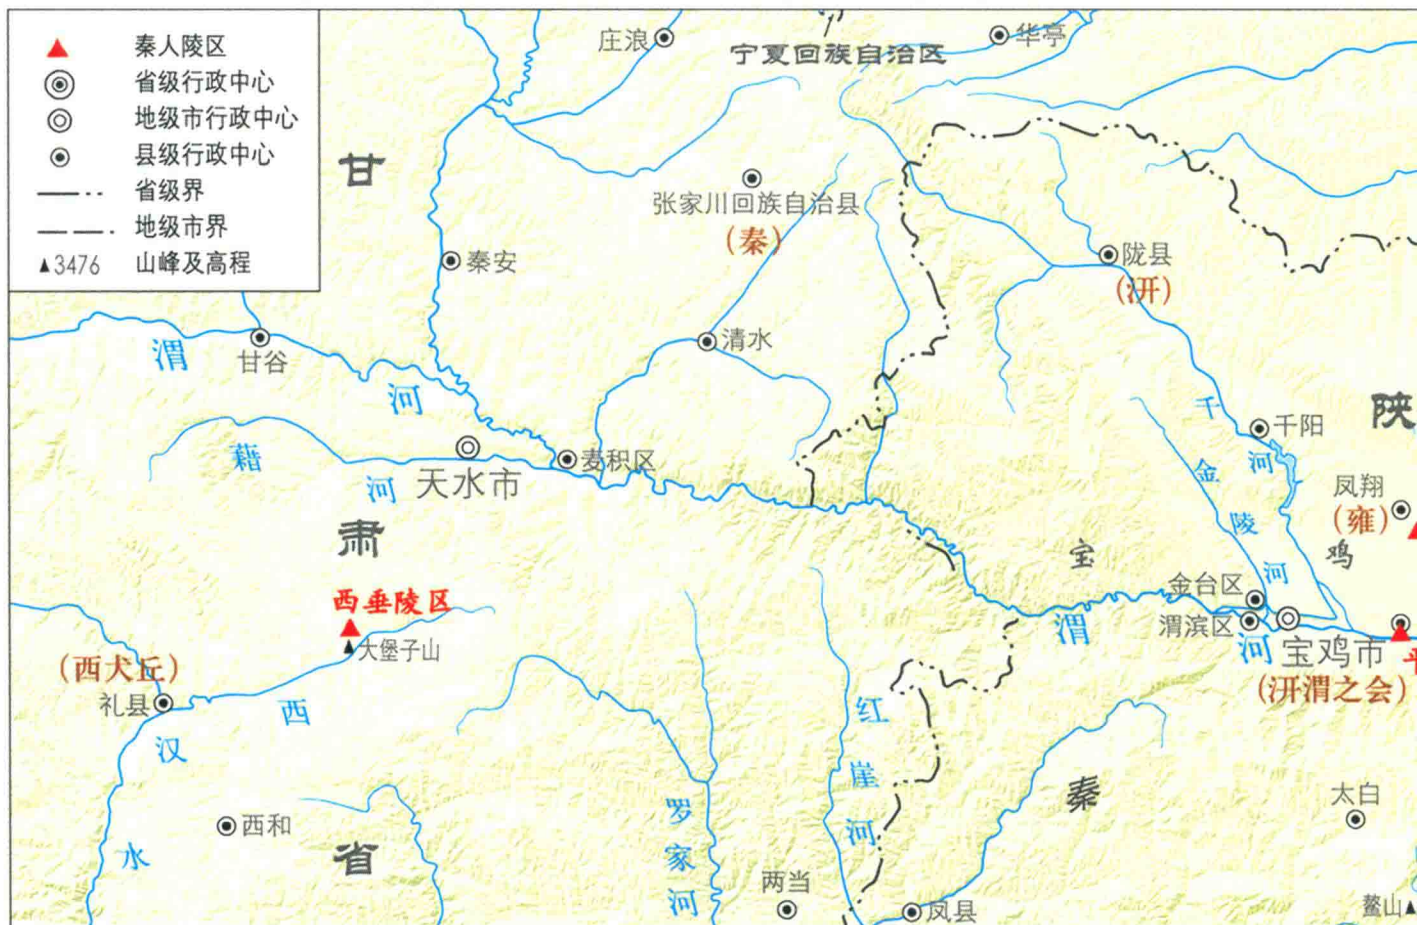 秦人陵区
省级行政中心
地级市行政中心
县级行政中心
省级界
地级市界
3476 山峰及高程
庄浪
宁夏回族自治区
华亭
甘
张家川回族自治县
(秦)
秦安
陇县
(汧)
清水
甘谷
渭
河
藉
河
天水市
麦积区
千
河
千阳
陕
金
陵
河
凤翔
(雍)
肃
宝
鸡
西垂陵区
大堡子山
金台区
渭滨区
渭
河
宝鸡市
(汧渭之会)
(西犬丘)
礼县
西
汉
水
红
崖
河
秦
太白
西和
省
罗
家
河
两当
凤县
鳌山